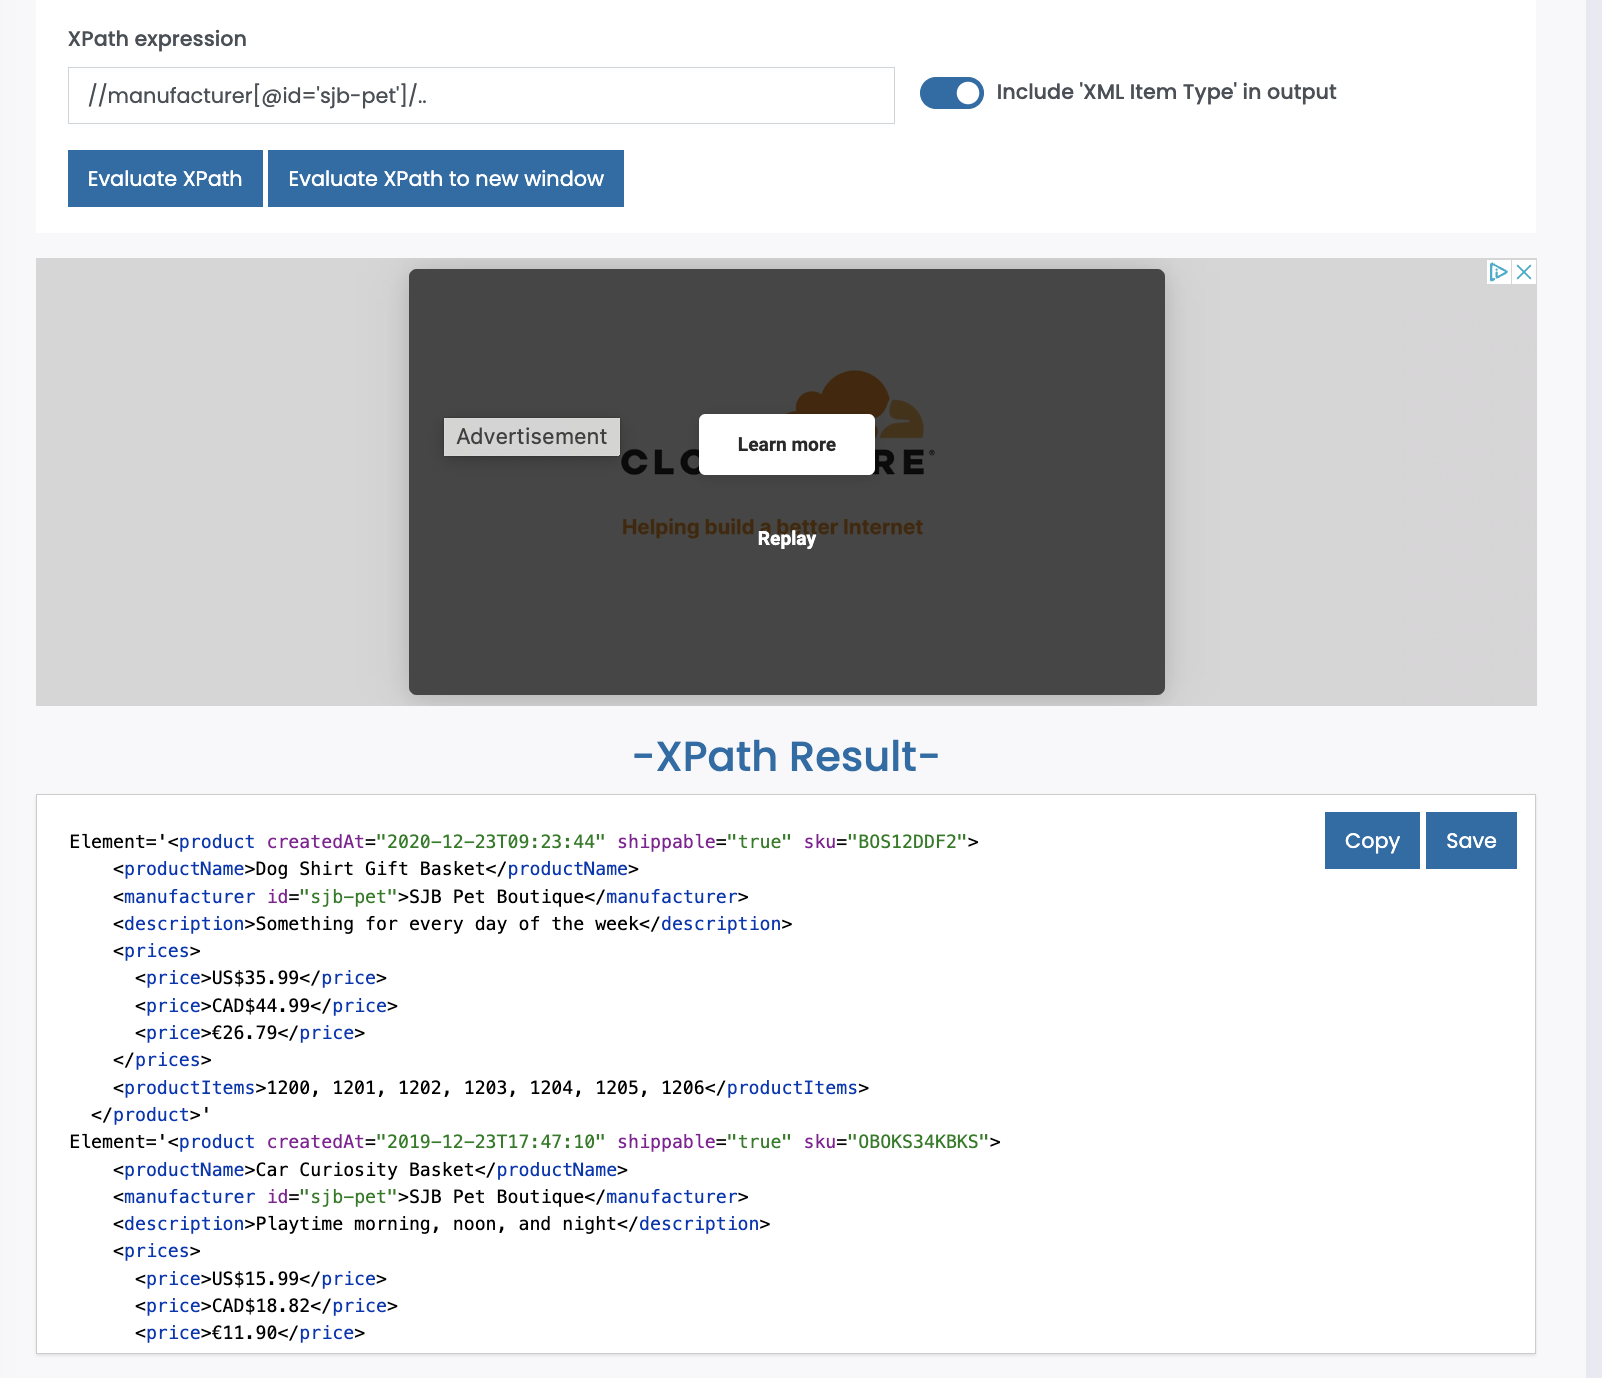 XPath expression
//manufacturer[@id='sjb-pet']/..
Include 'XML Item Type' in output
Evaluate XPath
Evaluate XPath to new window
Advertisement
Learn more
Helping build a better Internet
Replay
-XPath Result-
Copy
Save
Element='<product createdAt="2020-12-23T09:23:44" shippable="true" sku="BOS12DDF2">
<productName>Dog Shirt Gift Basket</productName>
<manufacturer id="sjb-pet">SJB Pet Boutique</manufacturer>
<description>Something for every day of the week</description>
<prices>
<price>US$35.99</price>
<price>CAD$44.99</price>
<price>€26.79</price>
</prices>
<productItems>1200, 1201, 1202, 1203, 1204, 1205, 1206</productItems>
</product>'
Element='<product createdAt="2019-12-23T17:47:10" shippable="true" sku="OBOKS34KBKS">
<productName>Car Curiosity Basket</productName>
<manufacturer id="sjb-pet">SJB Pet Boutique</manufacturer>
<description>Playtime morning, noon, and night</description>
<prices>
<price>US$15.99</price>
<price>CAD$18.82</price>
<price>€11.90</price>